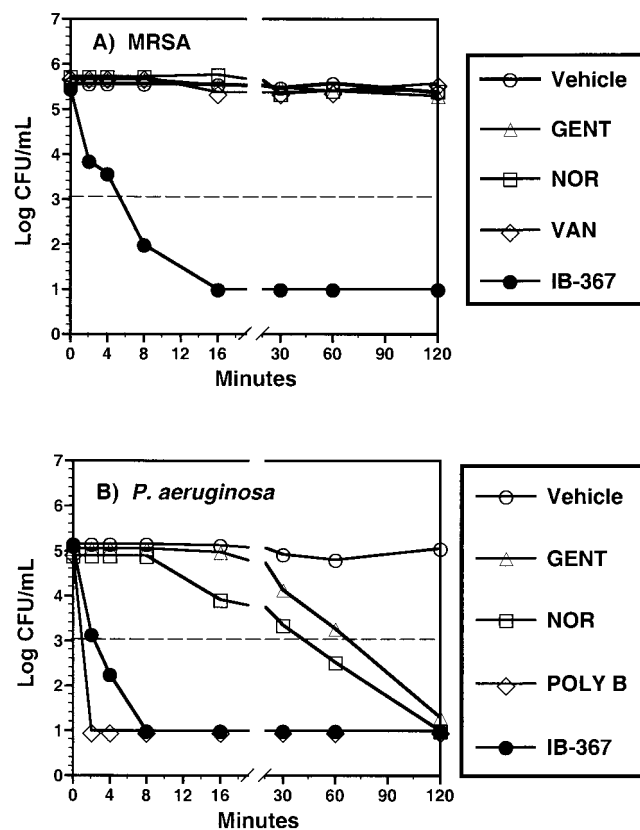 A) MRSA
Log CFU/mL
7
6
5
4
3
2
1
0
0 4 8 12 16 30 60 90 120
Minutes
Vehicle
GENT
NOR
VAN
IB-367
B) P. aeruginosa
Log CFU/mL
7
6
5
4
3
2
1
0
0 4 8 12 16 30 60 90 120
Minutes
Vehicle
GENT
NOR
POLY B
IB-367